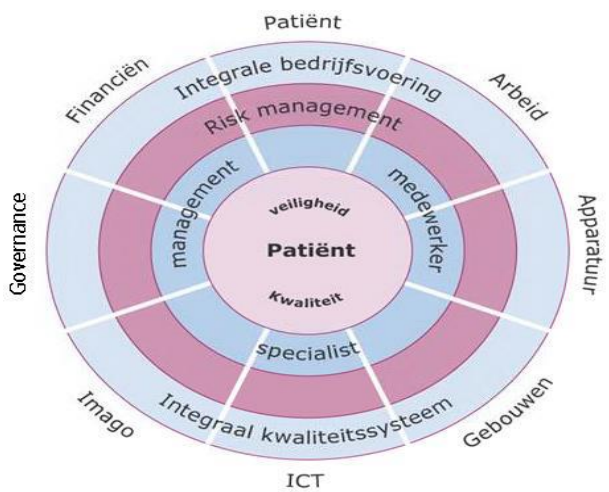 Patiënt
Financiën
Arbeid
Integrale bedrijfsvoering
Risk management
management
medewerker
veiligheid
Patiënt
Kwaliteit
Governance
Apparatuur
specialist
Integraal kwaliteitssysteem
Imago
Gebouwen
ICT